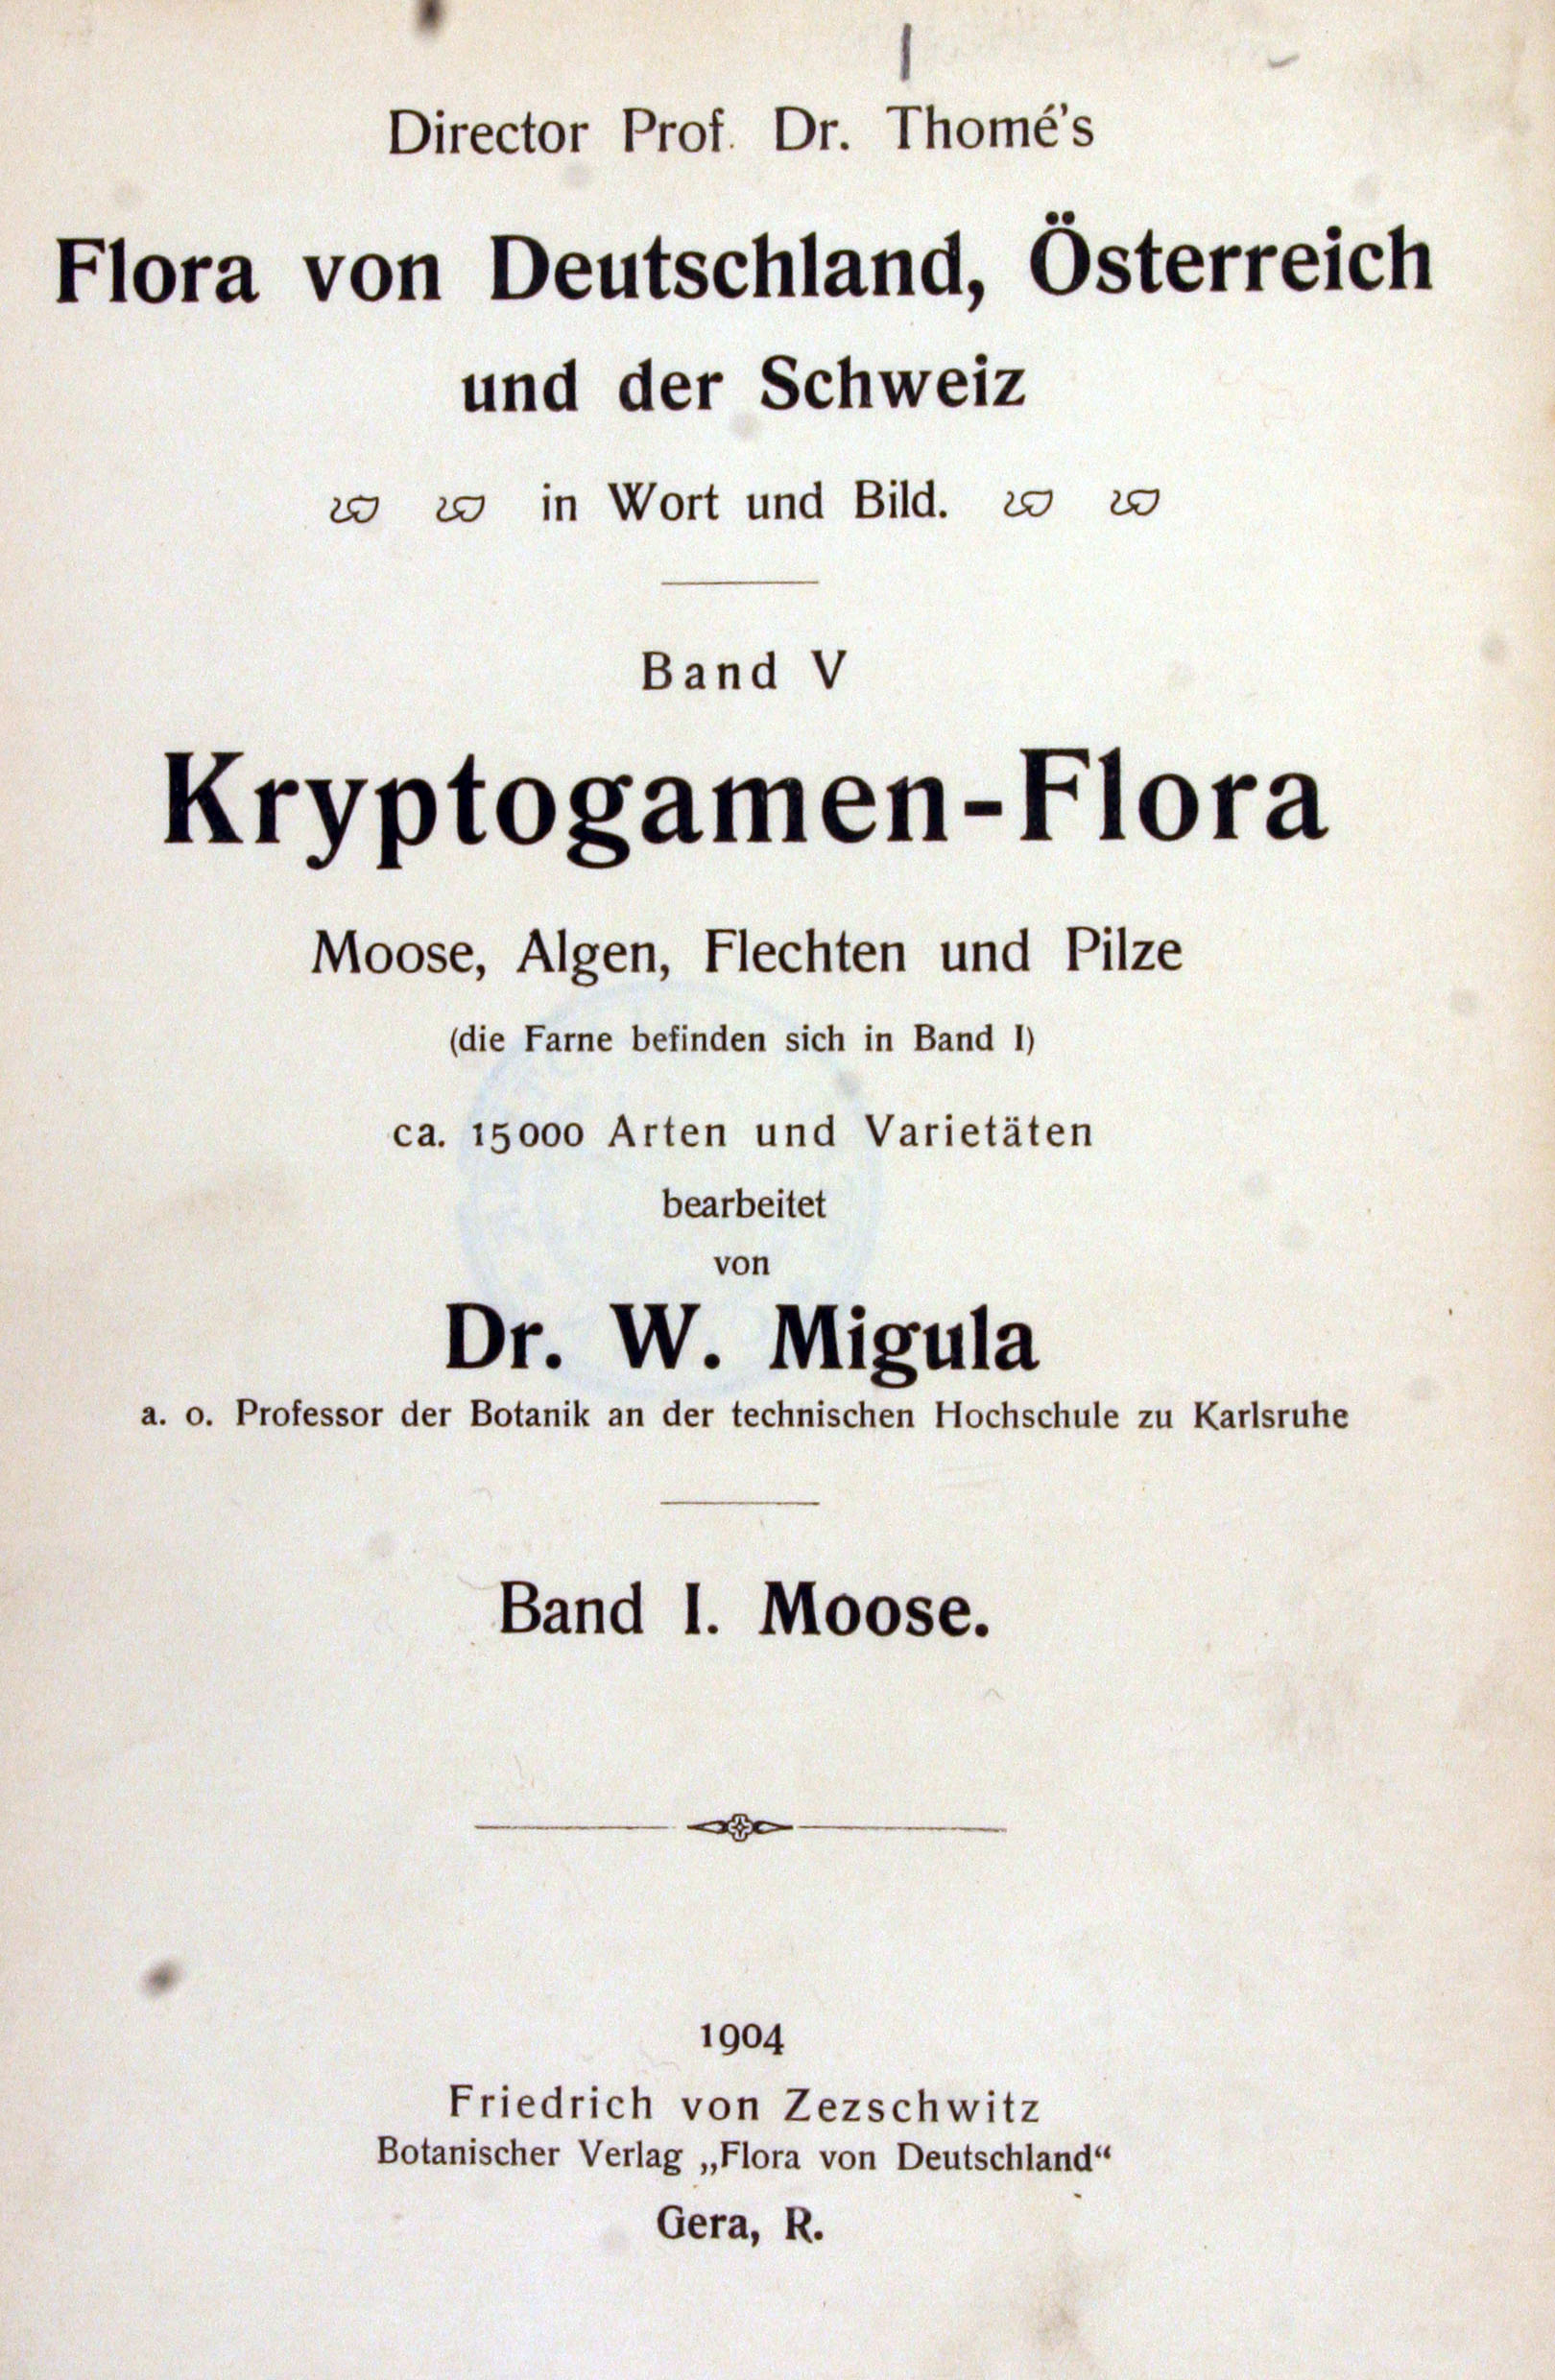 Director Prof. Dr. Thomé's
Flora von Deutschland, Österreich
und der Schweiz
in Wort und Bild.
Band V
Kryptogamen-Flora
Moose, Algen, Flechten und Pilze
(die Farne befinden sich in Band I)
ca. 15000 Arten und Varietäten
bearbeitet
von
Dr. W. Migula
a. o. Professor der Botanik an der technischen Hochschule zu Karlsruhe
Band I. Moose.
1904
Friedrich von Zezschwitz
Botanischer Verlag „Flora von Deutschland“
Gera, R.